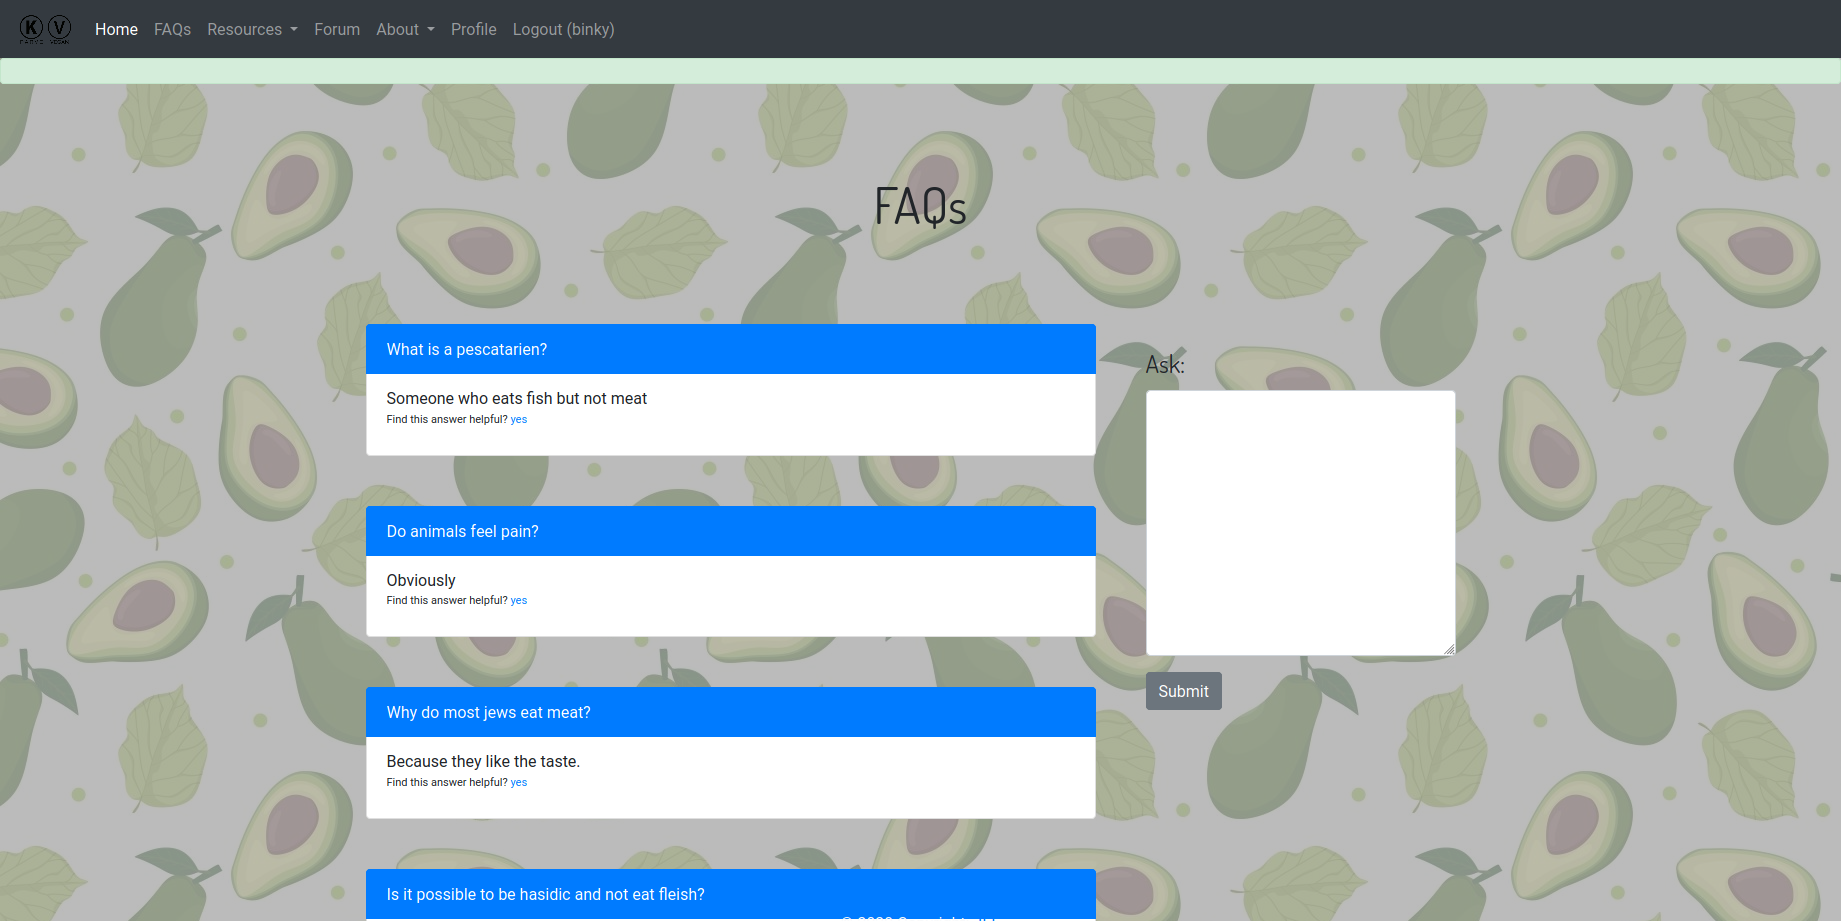 K V
Home FAQs Resources Forum About Profile Logout (binky)
FAQs
What is a pescatarien?
Someone who eats fish but not meat
Find this answer helpful? yes
Do animals feel pain?
Obviously
Find this answer helpful? yes
Why do most jews eat meat?
Because they like the taste.
Find this answer helpful? yes
Is it possible to be hasidic and not eat fleish?
Ask:
Submit